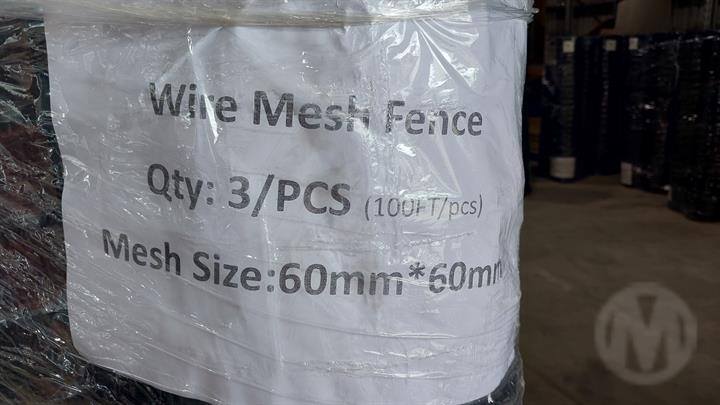 Wire Mesh Fence
Qty: 3/PCS (100FT/pcs)
Mesh Size:60mm*60mm
M